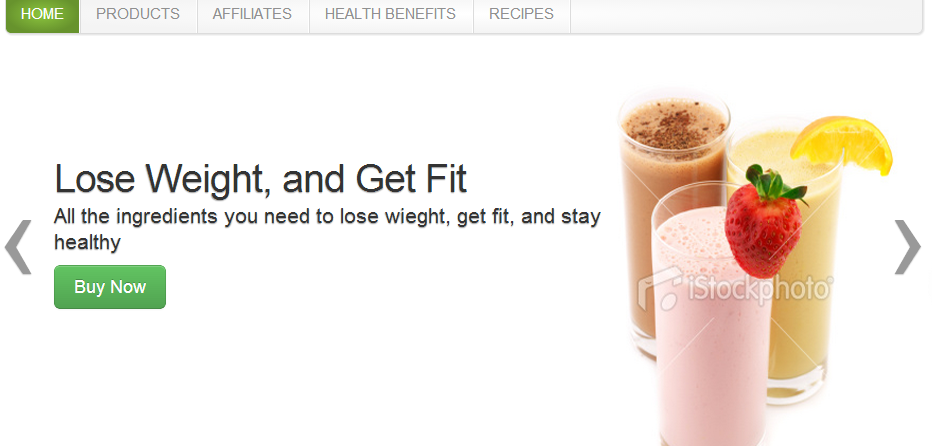 HOME PRODUCTS AFFILIATES HEALTH BENEFITS RECIPES
Lose Weight, and Get Fit
All the ingredients you need to lose wieght, get fit, and stay
healthy
Buy Now
iStockphoto